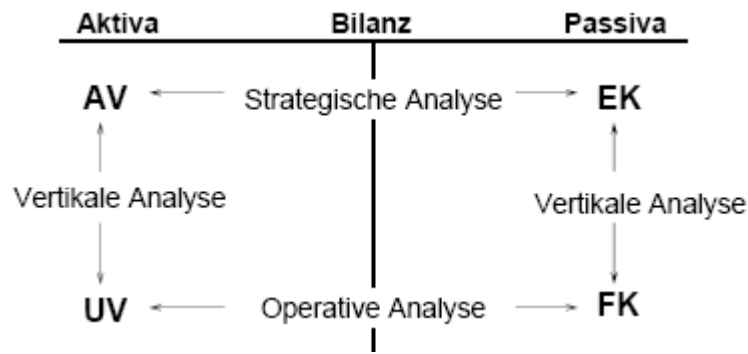 Aktiva Bilanz Passiva
AV Strategische Analyse EK
Vertikale Analyse Vertikale Analyse
UV Operative Analyse FK